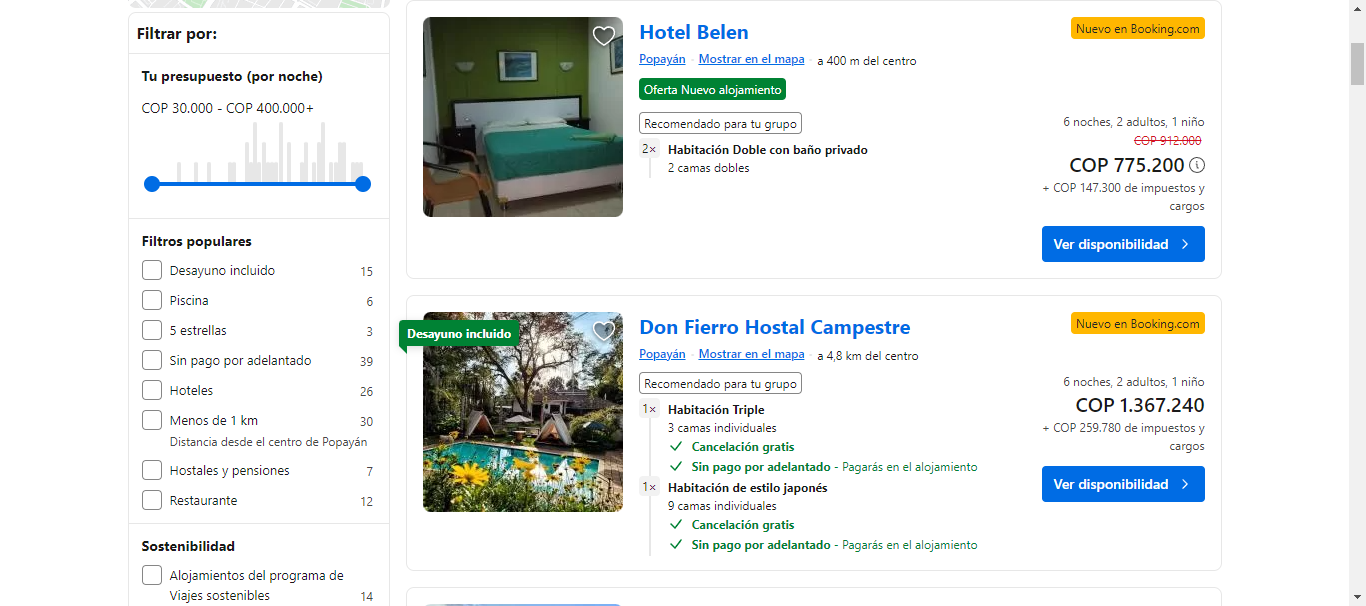 Filtrar por:
Tu presupuesto (por noche)
COP 30.000 - COP 400.000+
Filtros populares
Desayuno incluido 15
Piscina 6
5 estrellas 3
Sin pago por adelantado 39
Hoteles 26
Menos de 1 km 30
Distancia desde el centro de Popayán
Hostales y pensiones 7
Restaurante 12
Sostenibilidad
Alojamientos del programa de
Viajes sostenibles 14
Hotel Belen
Nuevo en Booking.com
Popayán · Mostrar en el mapa · a 400 m del centro
Oferta Nuevo alojamiento
Recomendado para tu grupo
2× Habitación Doble con baño privado
2 camas dobles
6 noches, 2 adultos, 1 niño
COP 912.000
COP 775.200
+ COP 147.300 de impuestos y
cargos
Ver disponibilidad
Desayuno incluido
Don Fierro Hostal Campestre
Nuevo en Booking.com
Popayán · Mostrar en el mapa · a 4,8 km del centro
Recomendado para tu grupo
1× Habitación Triple
3 camas individuales
Cancelación gratis
Sin pago por adelantado - Pagarás en el alojamiento
1× Habitación de estilo japonés
9 camas individuales
Cancelación gratis
Sin pago por adelantado - Pagarás en el alojamiento
6 noches, 2 adultos, 1 niño
COP 1.367.240
+ COP 259.780 de impuestos y
cargos
Ver disponibilidad